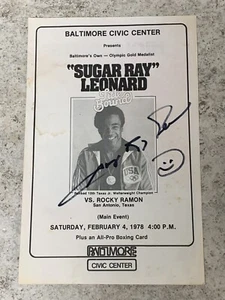 BALTIMORE CIVIC CENTER
Presents
Baltimore's Own — Olympic Gold Medalist
"SUGAR RAY"
LEONARD
USA
Ranked 10th Texas Jr. Welterweight Champion
VS. ROCKY RAMON
San Antonio, Texas
(Main Event)
SATURDAY, FEBRUARY 4, 1978 4:00 P.M.
Plus an All-Pro Boxing Card
BALTIMORE
CIVIC CENTER